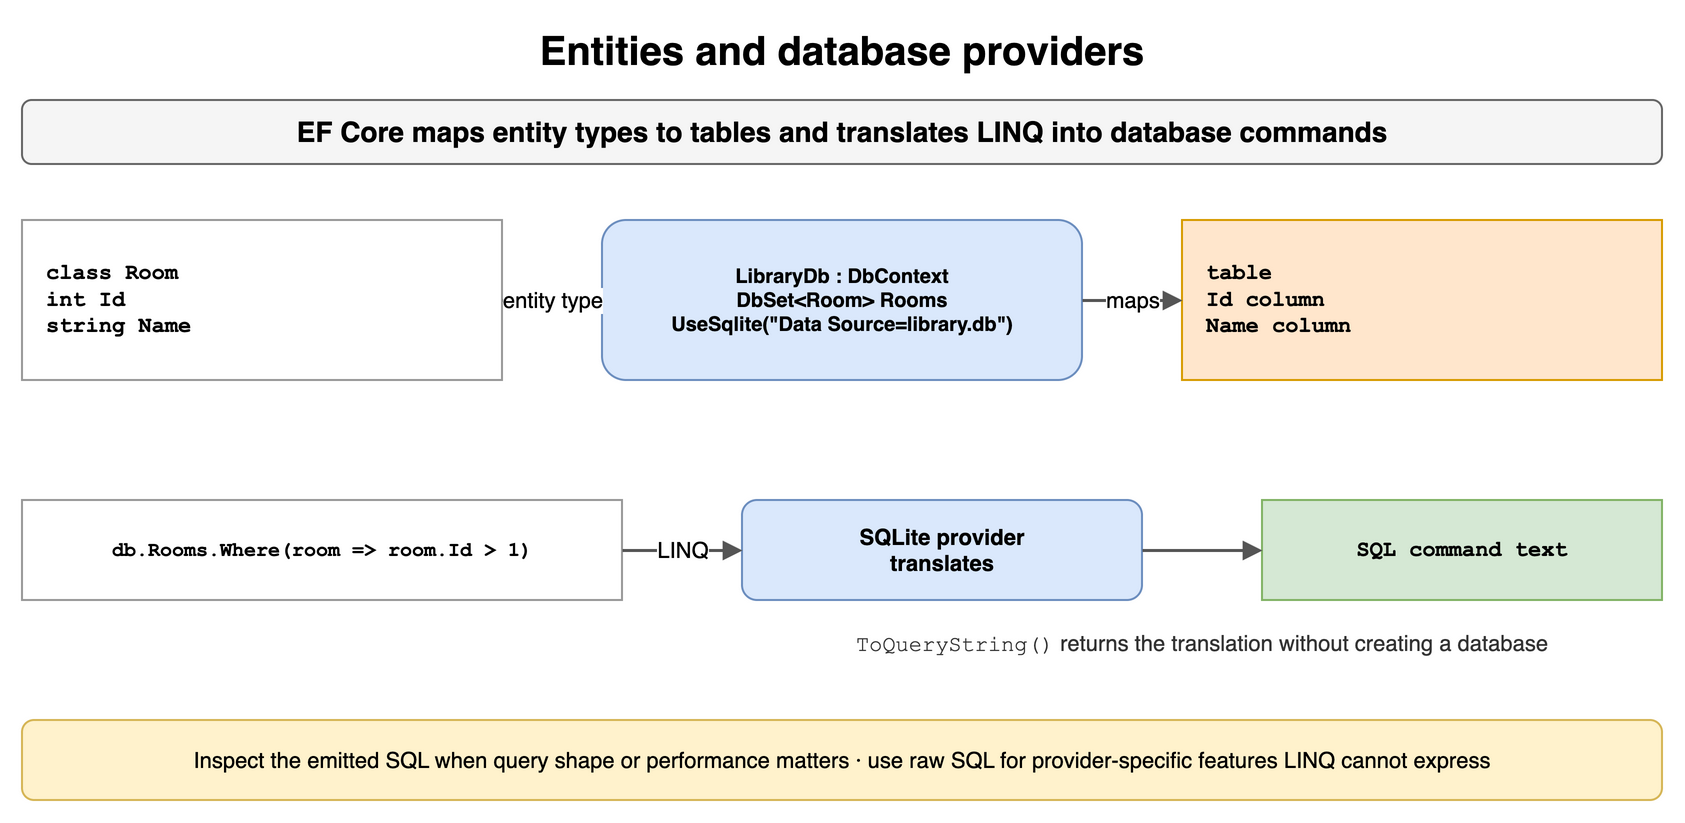 Entities and database providers
EF Core maps entity types to tables and translates LINQ into database commands
class Room
int Id
string Name
entity type
LibraryDb : DbContext
DbSet<Room> Rooms
UseSqlite("Data Source=library.db")
maps
table
Id column
Name column
db.Rooms.Where(room => room.Id > 1)
LINQ
SQLite provider
translates
SQL command text
ToQueryString() returns the translation without creating a database
Inspect the emitted SQL when query shape or performance matters · use raw SQL for provider-specific features LINQ cannot express